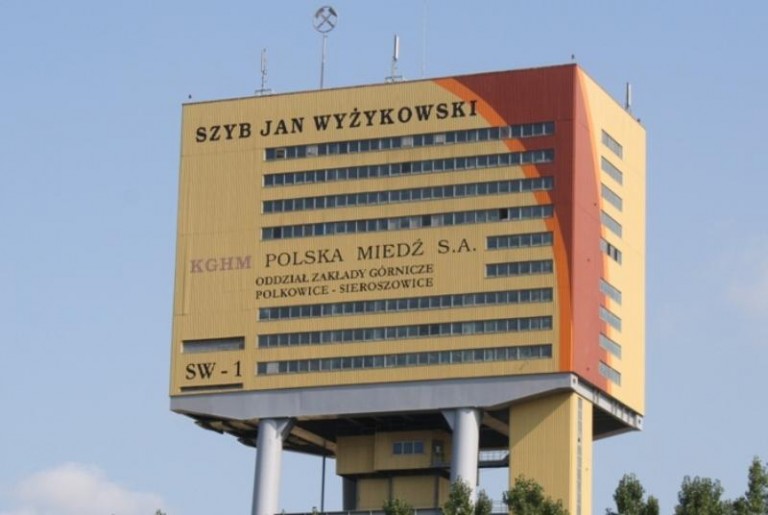 SZYB JAN WYŻYKOWSKI
KGHM POLSKA MIEDŹ S.A.
ODDZIAŁ ZAKŁADY GÓRNICZE
POLKOWICE - SIEROSZOWICE
SW - 1